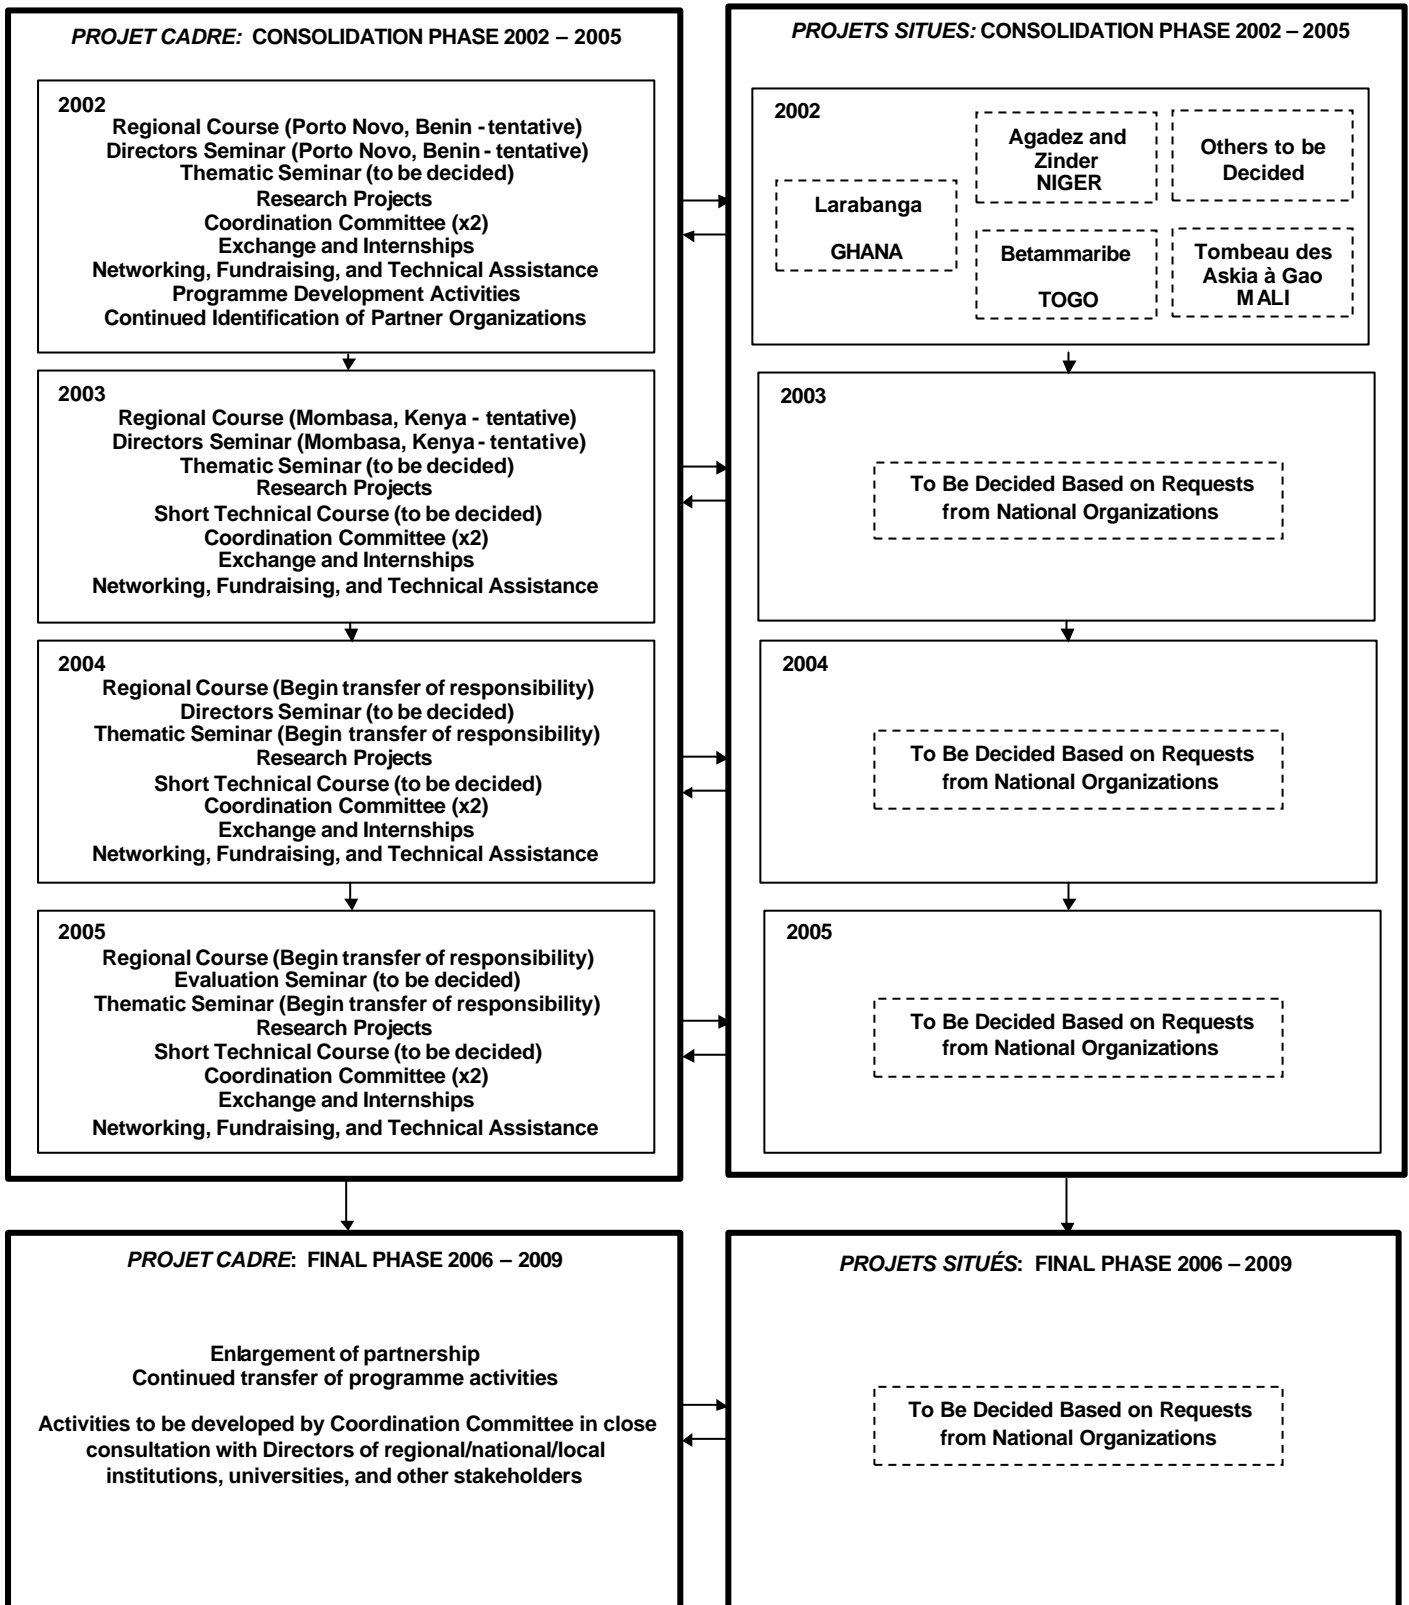 PROJET CADRE: CONSOLIDATION PHASE 2002 – 2005
2002
Regional Course (Porto Novo, Benin - tentative)
Directors Seminar (Porto Novo, Benin - tentative)
Thematic Seminar (to be decided)
Research Projects
Coordination Committee (x2)
Exchange and Internships
Networking, Fundraising, and Technical Assistance
Programme Development Activities
Continued Identification of Partner Organizations
2003
Regional Course (Mombasa, Kenya - tentative)
Directors Seminar (Mombasa, Kenya - tentative)
Thematic Seminar (to be decided)
Research Projects
Short Technical Course (to be decided)
Coordination Committee (x2)
Exchange and Internships
Networking, Fundraising, and Technical Assistance
2004
Regional Course (Begin transfer of responsibility)
Directors Seminar (to be decided)
Thematic Seminar (Begin transfer of responsibility)
Research Projects
Short Technical Course (to be decided)
Coordination Committee (x2)
Exchange and Internships
Networking, Fundraising, and Technical Assistance
2005
Regional Course (Begin transfer of responsibility)
Evaluation Seminar (to be decided)
Thematic Seminar (Begin transfer of responsibility)
Research Projects
Short Technical Course (to be decided)
Coordination Committee (x2)
Exchange and Internships
Networking, Fundraising, and Technical Assistance
PROJETS SITUES: CONSOLIDATION PHASE 2002 – 2005
2002
Larabanga
GHANA
Agadez and
Zinder
NIGER
Others to be
Decided
Betammaribe
TOGO
Tombeau des
Askia à Gao
MALI
2003
To Be Decided Based on Requests
from National Organizations
2004
To Be Decided Based on Requests
from National Organizations
2005
To Be Decided Based on Requests
from National Organizations
PROJET CADRE: FINAL PHASE 2006 – 2009
Enlargement of partnership
Continued transfer of programme activities
Activities to be developed by Coordination Committee in close
consultation with Directors of regional/national/local
institutions, universities, and other stakeholders
PROJETS SITUÉS: FINAL PHASE 2006 – 2009
To Be Decided Based on Requests
from National Organizations